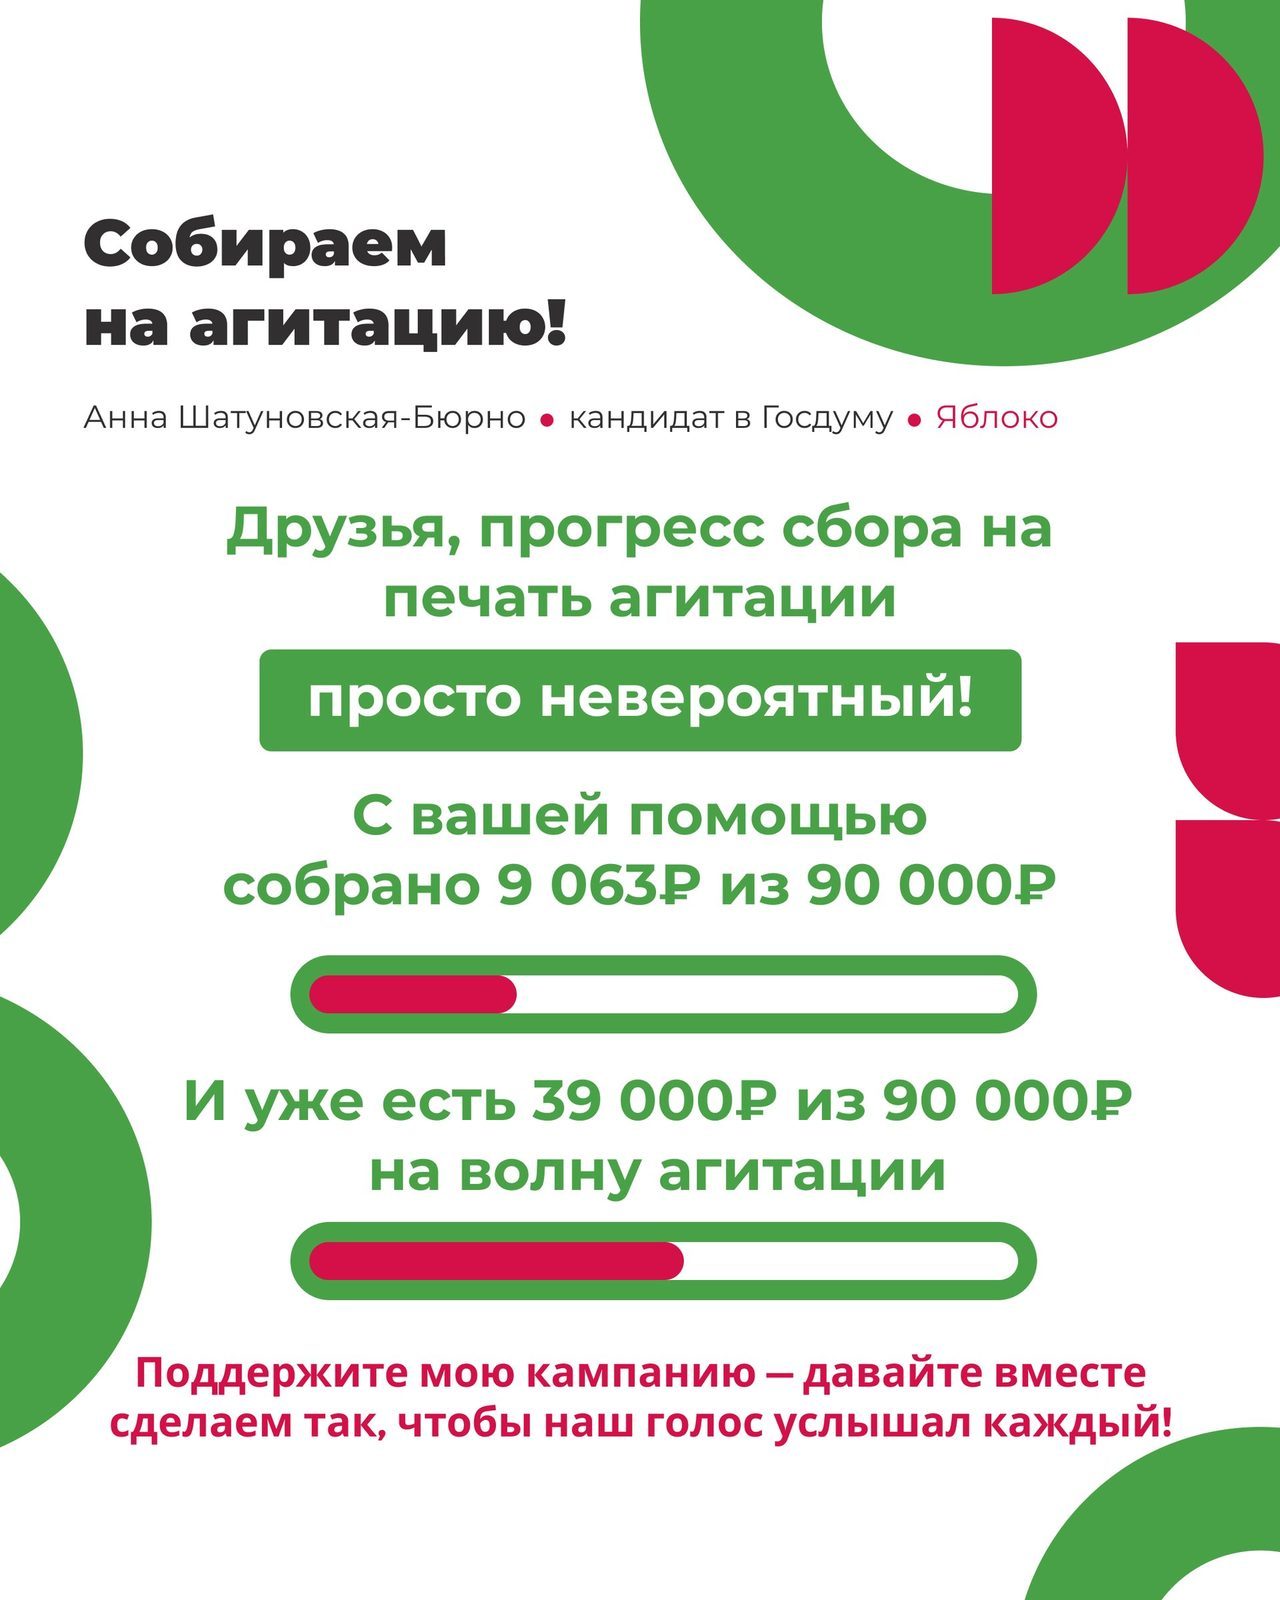 Собираем
на агитацию!
Анна Шатуновская-Бюрно ● кандидат в Госдуму ● Яблоко
Друзья, прогресс сбора на
печать агитации
просто невероятный!
С вашей помощью
собрано 9 063₽ из 90 000₽
И уже есть 39 000₽ из 90 000₽
на волну агитации
Поддержите мою кампанию — давайте вместе
сделаем так, чтобы наш голос услышал каждый!